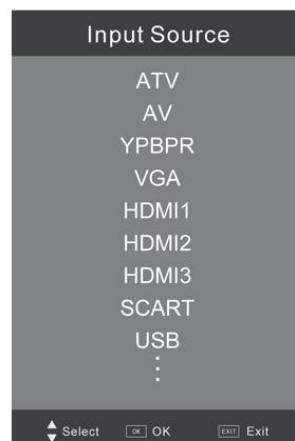 Input Source
ATV
AV
YPBPR
VGA
HDMI1
HDMI2
HDMI3
SCART
USB
⋮
Select OK OK EXIT Exit